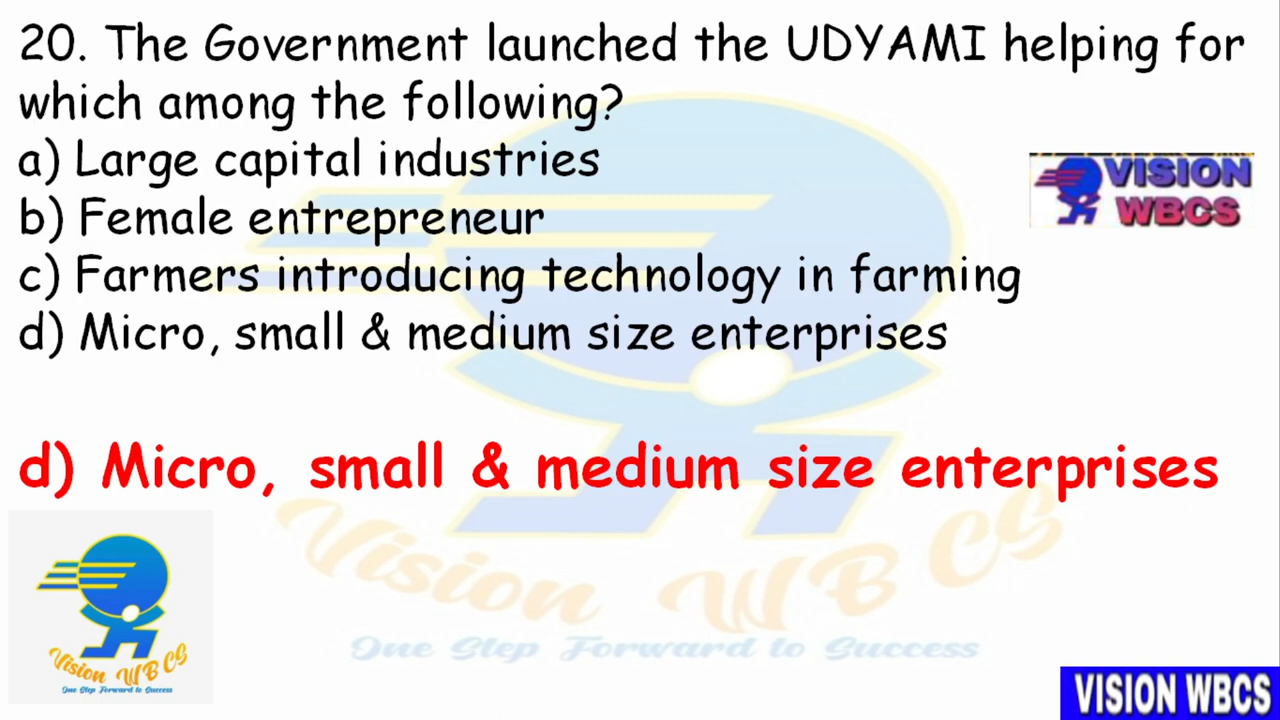 20. The Government launched the UDYAMI helping for
which among the following?
a) Large capital industries
b) Female entrepreneur
c) Farmers introducing technology in farming
d) Micro, small & medium size enterprises
VISION
WBCS
d) Micro, small & medium size enterprises
Vision WBCS
One Step Forward to Success
Vision WBCS
One Step Forward to Success
VISION WBCS